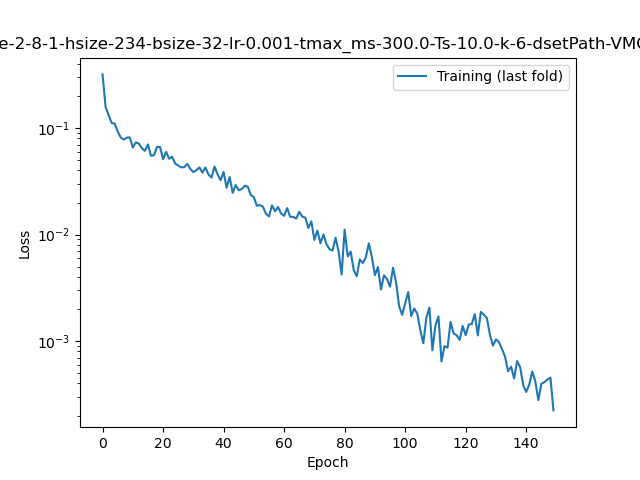 e-2-8-1-hsize-234-bsize-32-lr-0.001-tmax_ms-300.0-Ts-10.0-k-6-dsetPath-VMC
Training (last fold)
10⁻¹
10⁻²
10⁻³
Loss
0 20 40 60 80 100 120 140
Epoch